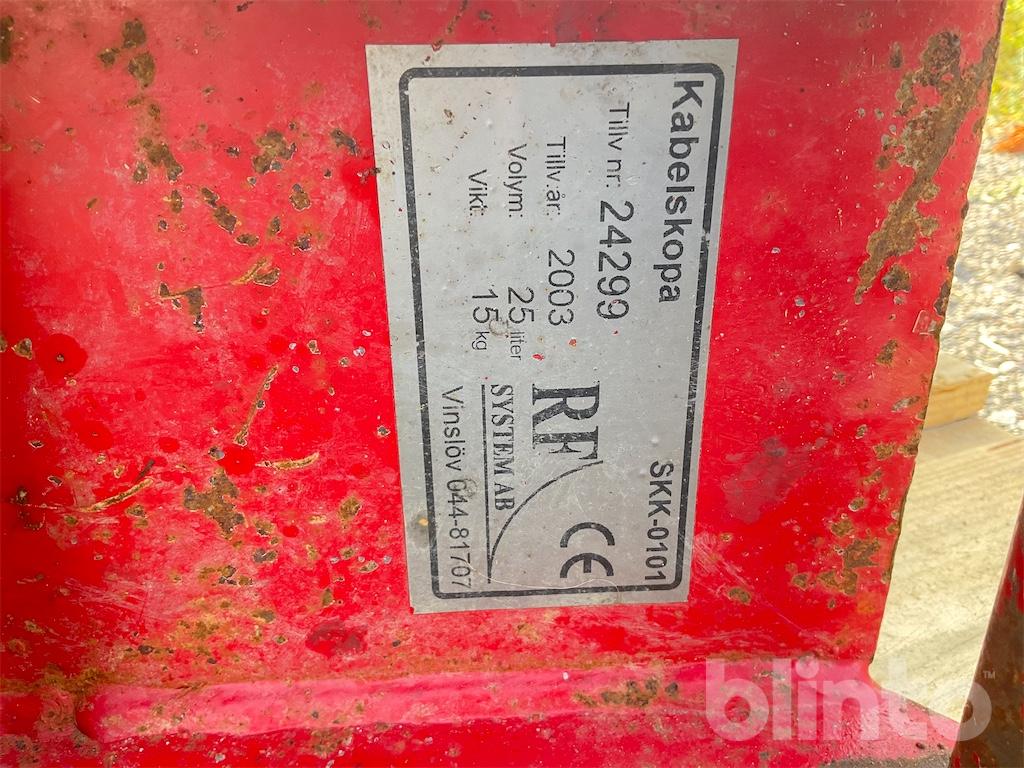 Kabelskopa SKK-0101
Tillv nr: 24299
Tillv.år: 2003
Volym: 25 liter
Vikt: 15 kg
RF
SYSTEM AB
Vinslöv 044-81707
CE
blinto™